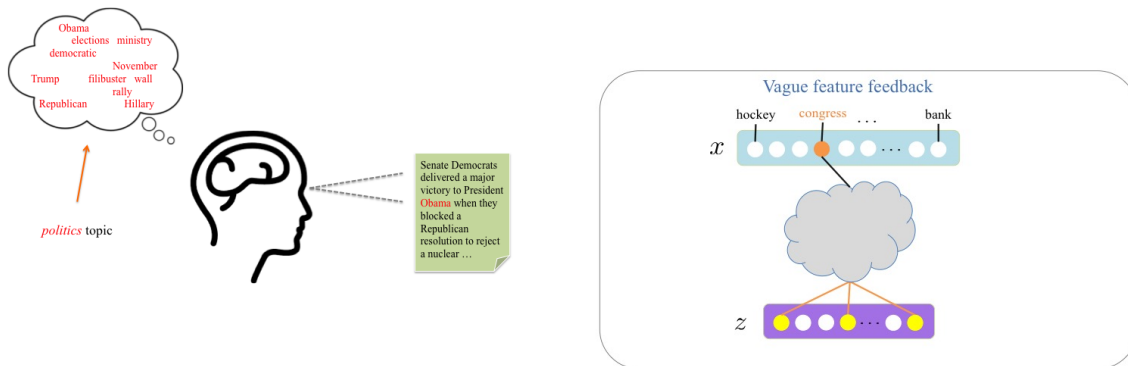 Obama
elections ministry
democratic
November
Trump filibuster wall
rally
Republican Hillary
politics topic
Senate Democrats
delivered a major
victory to President
Obama when they
blocked a
Republican
resolution to reject
a nuclear ...
Vague feature feedback
hockey congress ... bank
x ...
z ...